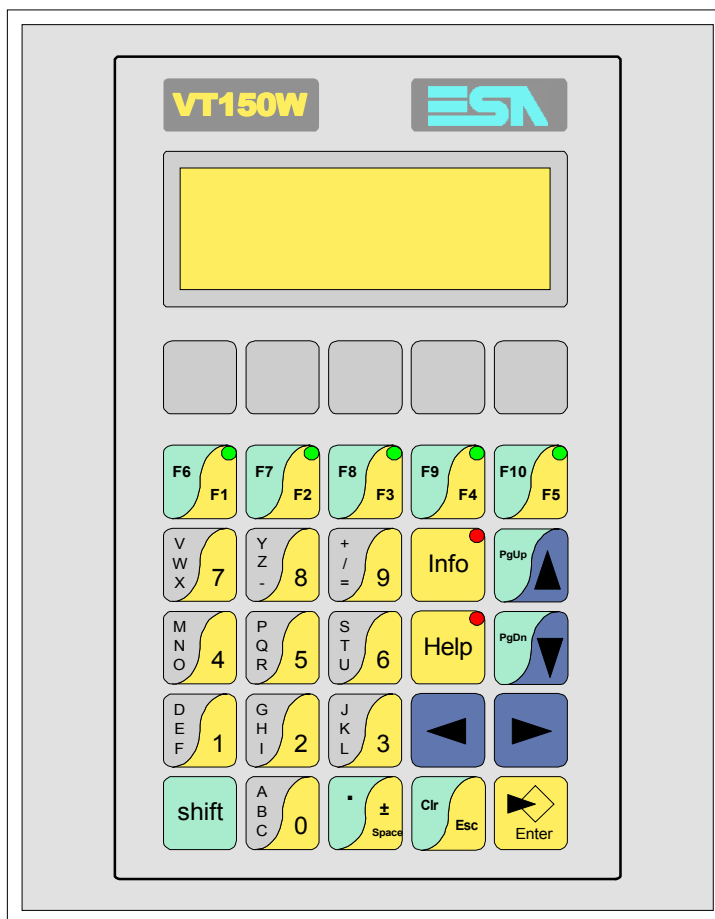 VT150W ESA
F6 F1 F7 F2 F8 F3 F9 F4 F10 F5
V W X 7 Y Z - 8 + / = 9 Info PgUp
M N O 4 P Q R 5 S T U 6 Help PgDn
D E F 1 G H I 2 J K L 3
shift A B C 0 . ± Space Clr Esc Enter